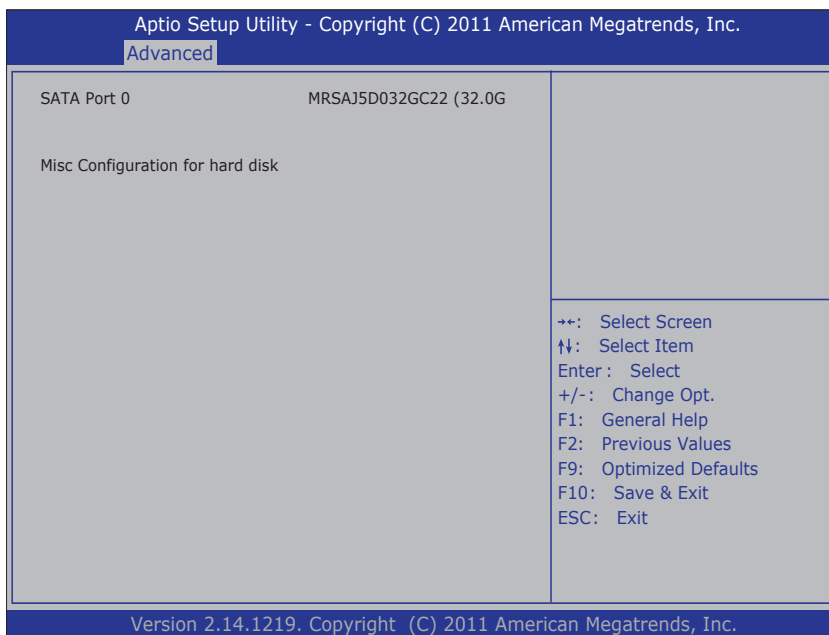 Aptio Setup Utility - Copyright (C) 2011 American Megatrends, Inc.
Advanced
SATA Port 0 MRSAJ5D032GC22 (32.0G
Misc Configuration for hard disk
→←: Select Screen
↑↓: Select Item
Enter : Select
+/-: Change Opt.
F1: General Help
F2: Previous Values
F9: Optimized Defaults
F10: Save & Exit
ESC: Exit
Version 2.14.1219. Copyright (C) 2011 American Megatrends, Inc.